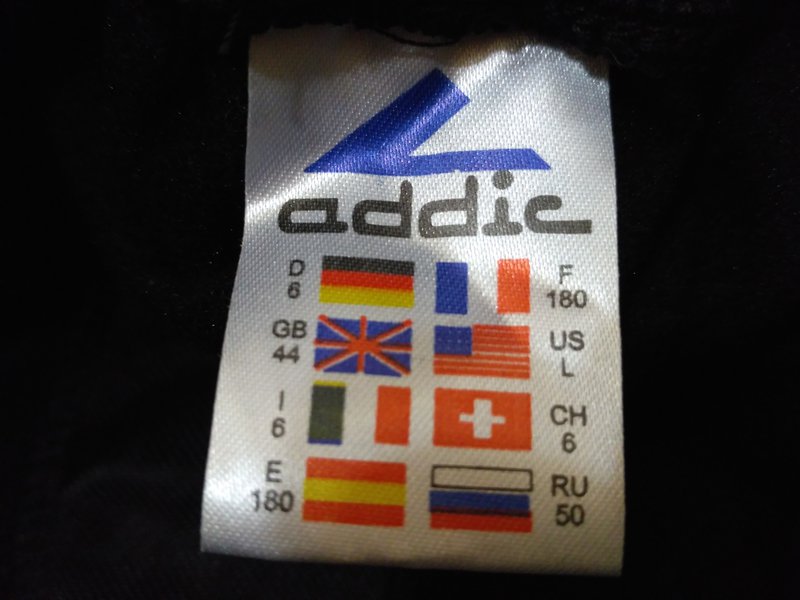 addic
D 6 F 180
GB 44 US L
I 6 CH 6
E 180 RU 50